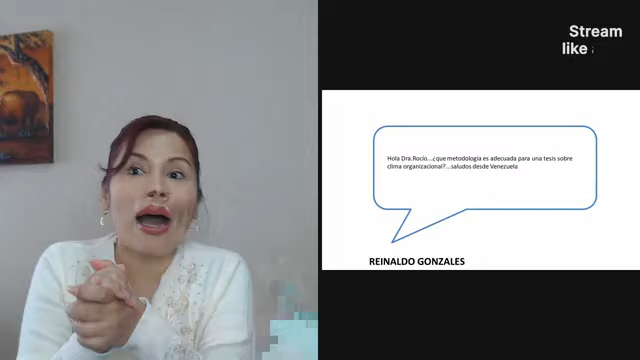 Stream
like
Hola Dra.Rocío...¿que metodologia es adecuada para una tesis sobre
clima organizacional?...saludos desde Venezuela
REINALDO GONZALES